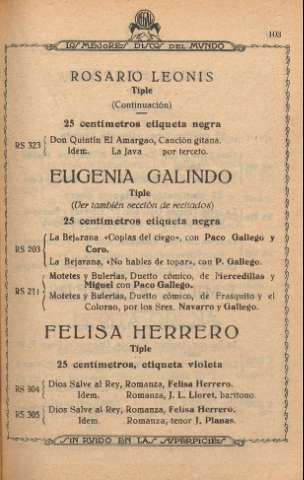 REGAL
103
LOS MEJORES DISCOS DEL MVNDO
ROSARIO LEONIS
Tiple
(Continuación)
25 centímetros etiqueta negra
RS 323 { Don Quintín El Amargao, Canción gitana.
Idem. La Java por terceto.
EUGENIA GALINDO
Tiple
(Ver también sección de recitados)
25 centímetros etiqueta negra
RS 203 { La Bejarana, «Coplas del ciego», con Paco Gallego y
Coro.
La Bejarana, «No hables de topar», con P. Gallego.
RS 211 { Motetes y Bulerías, Duetto cómico, de Mercedillas y
Miguel con Paco Gallego.
Motetes y Bulerías, Duetto cómico, de Frasquito y el
Colorao, por los Sres. Navarro y Gallego.
FELISA HERRERO
Tiple
25 centímetros, etiqueta violeta
RS 304 { Dios Salve al Rey, Romanza, Felisa Herrero.
Idem. Romanza, J. L. Lloret, barítono.
RS 305 { Dios Salve al Rey, Romanza, Felisa Herrero.
Idem. Romanza, tenor J. Planas.
SIN RUIDO EN LAS SUPERFICIES